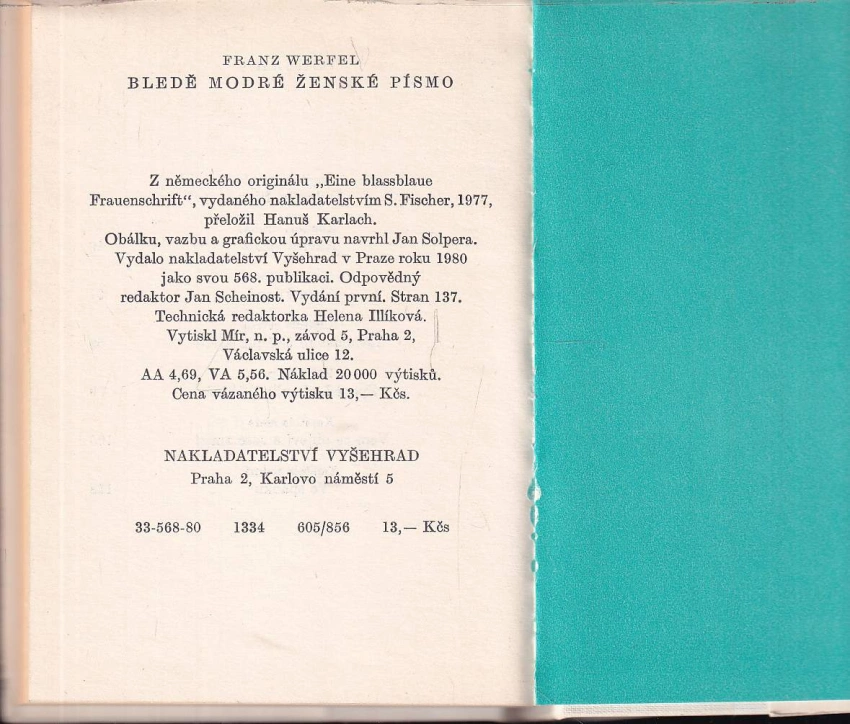 FRANZ WERFEL
BLEDĚ MODRÉ ŽENSKÉ PÍSMO
Z německého originálu „Eine blassblaue
Frauenschrift“, vydaného nakladatelstvím S. Fischer, 1977,
přeložil Hanuš Karlach.
Obálku, vazbu a grafickou úpravu navrhl Jan Solpera.
Vydalo nakladatelství Vyšehrad v Praze roku 1980
jako svou 568. publikaci. Odpovědný
redaktor Jan Scheinost. Vydání první. Stran 137.
Technická redaktorka Helena Illíková.
Vytiskl Mír, n. p., závod 5, Praha 2,
Václavská ulice 12.
AA 4,69, VA 5,56. Náklad 20 000 výtisků.
Cena vázaného výtisku 13,— Kčs.
NAKLADATELSTVÍ VYŠEHRAD
Praha 2, Karlovo náměstí 5
33-568-80 1334 605/856 13,— Kčs